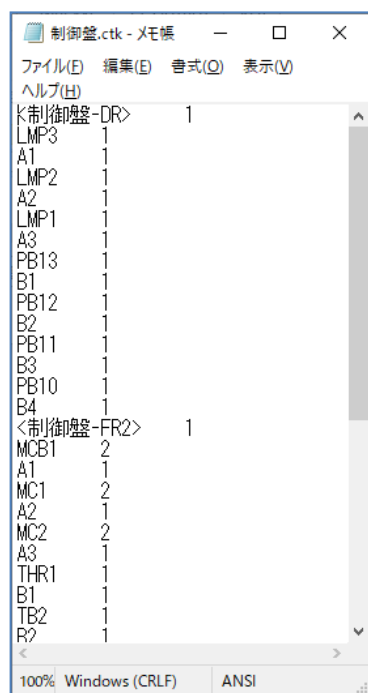 制御盤.ctk - メモ帳
ファイル(F) 編集(E) 書式(O) 表示(V)
ヘルプ(H)
<制御盤-DR> 1
LMP3 1
A1 1
LMP2 1
A2 1
LMP1 1
A3 1
PB13 1
B1 1
PB12 1
B2 1
PB11 1
B3 1
PB10 1
B4 1
<制御盤-FR2> 1
MCB1 2
A1 1
MC1 2
A2 1
MC2 2
A3 1
THR1 1
B1 1
TB2 1
B2 1
100% Windows (CRLF) ANSI